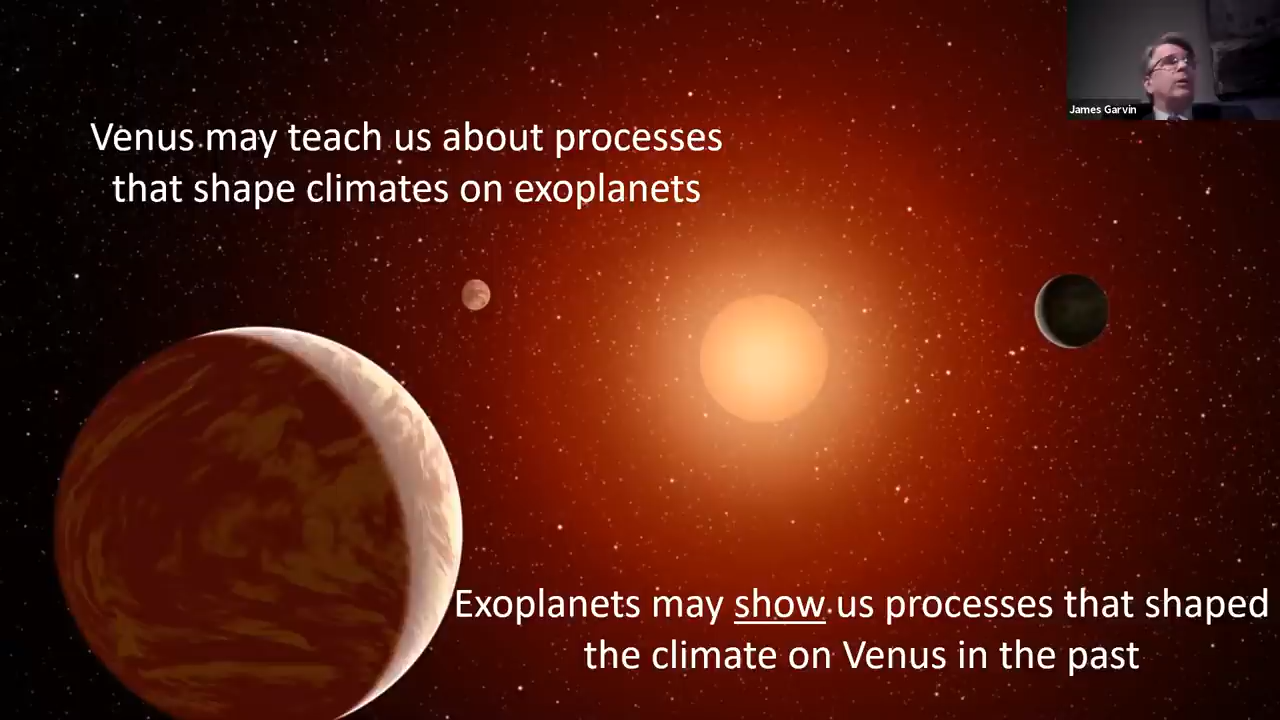 James Garvin
Venus may teach us about processes
that shape climates on exoplanets
Exoplanets may show us processes that shaped
the climate on Venus in the past